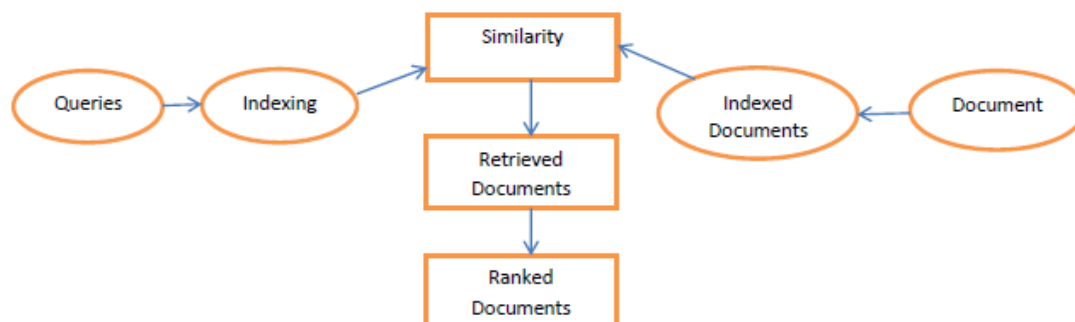 Similarity
Queries
Indexing
Indexed
Documents
Document
Retrieved
Documents
Ranked
Documents